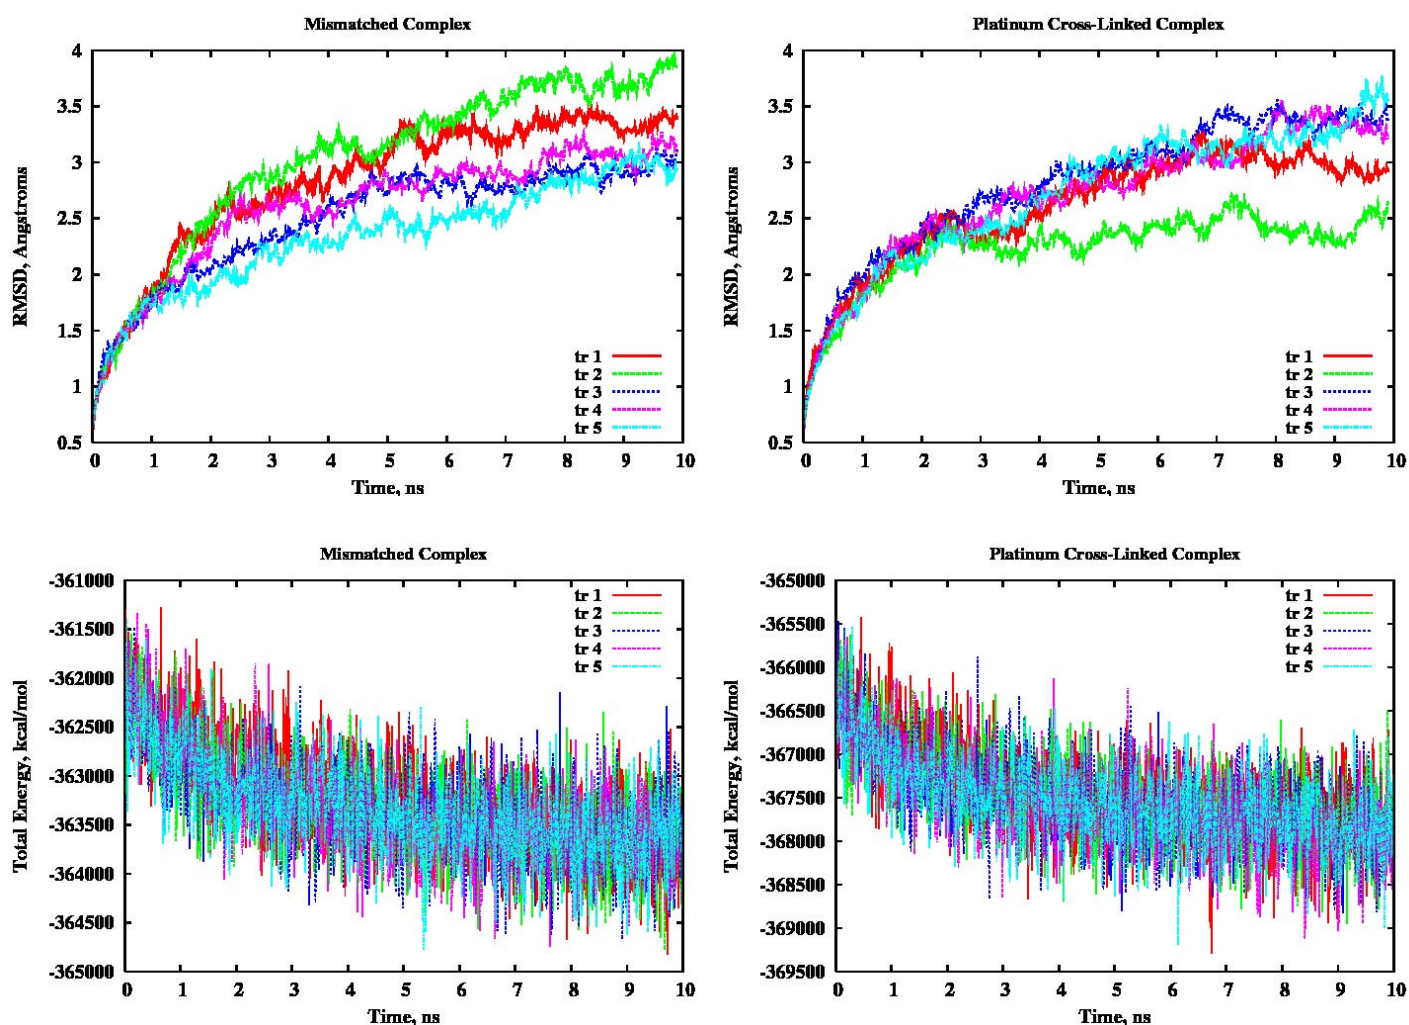 Mismatched Complex
4
3.5
3
2.5
2
1.5
1
0.5
RMSD, Angstroms
tr 1
tr 2
tr 3
tr 4
tr 5
0 1 2 3 4 5 6 7 8 9 10
Time, ns
Platinum Cross-Linked Complex
4
3.5
3
2.5
2
1.5
1
0.5
RMSD, Angstroms
tr 1
tr 2
tr 3
tr 4
tr 5
0 1 2 3 4 5 6 7 8 9 10
Time, ns
Mismatched Complex
-361000
-361500
-362000
-362500
-363000
-363500
-364000
-364500
-365000
Total Energy, kcal/mol
tr 1
tr 2
tr 3
tr 4
tr 5
0 1 2 3 4 5 6 7 8 9 10
Time, ns
Platinum Cross-Linked Complex
-365000
-365500
-366000
-366500
-367000
-367500
-368000
-368500
-369000
-369500
Total Energy, kcal/mol
tr 1
tr 2
tr 3
tr 4
tr 5
0 1 2 3 4 5 6 7 8 9 10
Time, ns